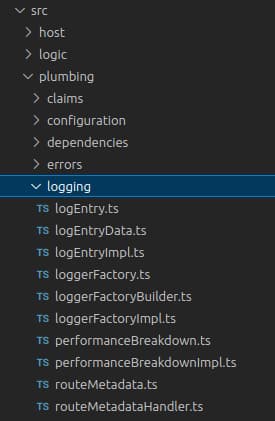 src
host
logic
plumbing
claims
configuration
dependencies
errors
logging
TS logEntry.ts
TS logEntryData.ts
TS logEntryImpl.ts
TS loggerFactory.ts
TS loggerFactoryBuilder.ts
TS loggerFactoryImpl.ts
TS performanceBreakdown.ts
TS performanceBreakdownImpl.ts
TS routeMetadata.ts
TS routeMetadataHandler.ts